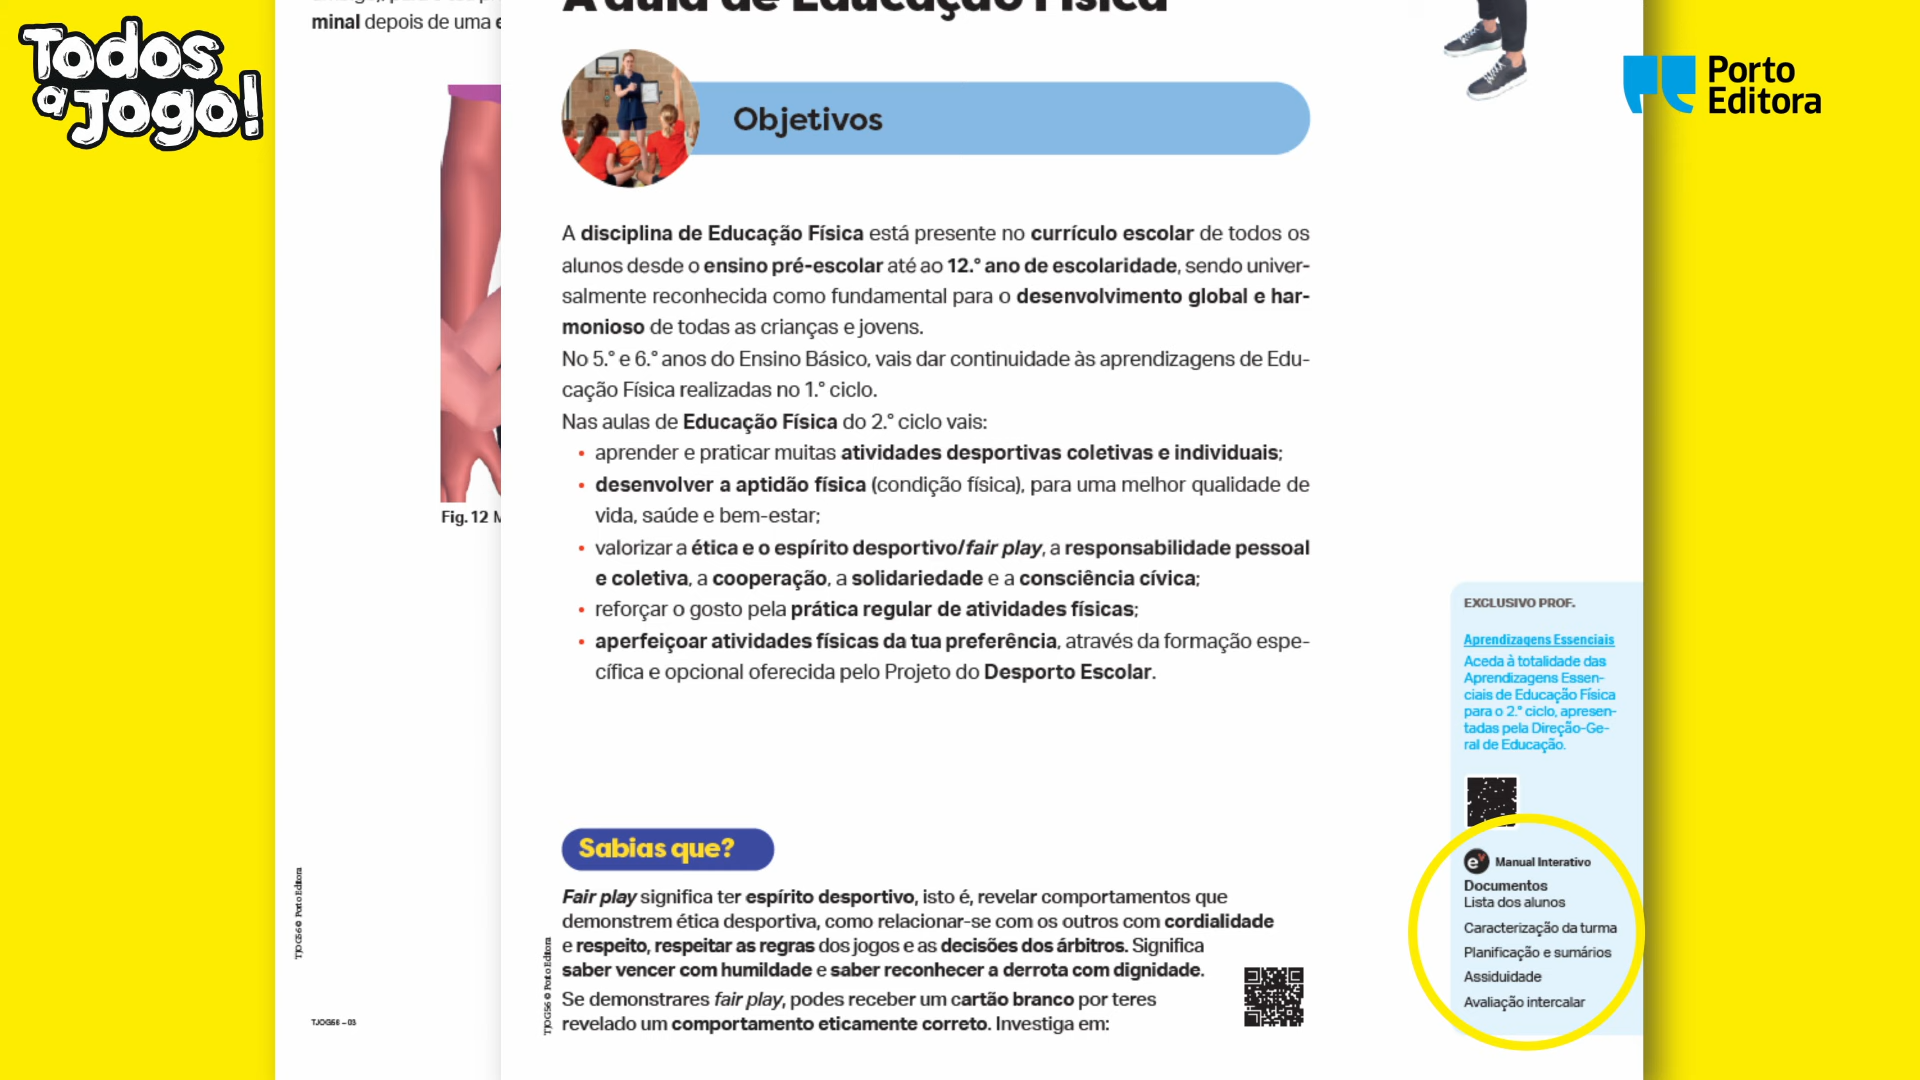 Todos
a Jogo!
minal depois de uma e
Fig. 12 M
TJOG56 © Porto Editora
TJOG56 – 03
A aula de Educação Física
Objetivos
A disciplina de Educação Física está presente no currículo escolar de todos os
alunos desde o ensino pré-escolar até ao 12.º ano de escolaridade, sendo univer-
salmente reconhecida como fundamental para o desenvolvimento global e har-
monioso de todas as crianças e jovens.
No 5.º e 6.º anos do Ensino Básico, vais dar continuidade às aprendizagens de Edu-
cação Física realizadas no 1.º ciclo.
Nas aulas de Educação Física do 2.º ciclo vais:
• aprender e praticar muitas atividades desportivas coletivas e individuais;
• desenvolver a aptidão física (condição física), para uma melhor qualidade de
vida, saúde e bem-estar;
• valorizar a ética e o espírito desportivo/fair play, a responsabilidade pessoal
e coletiva, a cooperação, a solidariedade e a consciência cívica;
• reforçar o gosto pela prática regular de atividades físicas;
• aperfeiçoar atividades físicas da tua preferência, através da formação espe-
cífica e opcional oferecida pelo Projeto do Desporto Escolar.
Sabias que?
Fair play significa ter espírito desportivo, isto é, revelar comportamentos que
demonstrem ética desportiva, como relacionar-se com os outros com cordialidade
e respeito, respeitar as regras dos jogos e as decisões dos árbitros. Significa
saber vencer com humildade e saber reconhecer a derrota com dignidade.
Se demonstrares fair play, podes receber um cartão branco por teres
revelado um comportamento eticamente correto. Investiga em:
TJOG56 © Porto Editora
Porto
Editora
EXCLUSIVO PROF.
Aprendizagens Essenciais
Aceda à totalidade das
Aprendizagens Essen-
ciais de Educação Física
para o 2.º ciclo, apresen-
tadas pela Direção-Ge-
ral de Educação.
Manual Interativo
Documentos
Lista dos alunos
Caracterização da turma
Planificação e sumários
Assiduidade
Avaliação intercalar